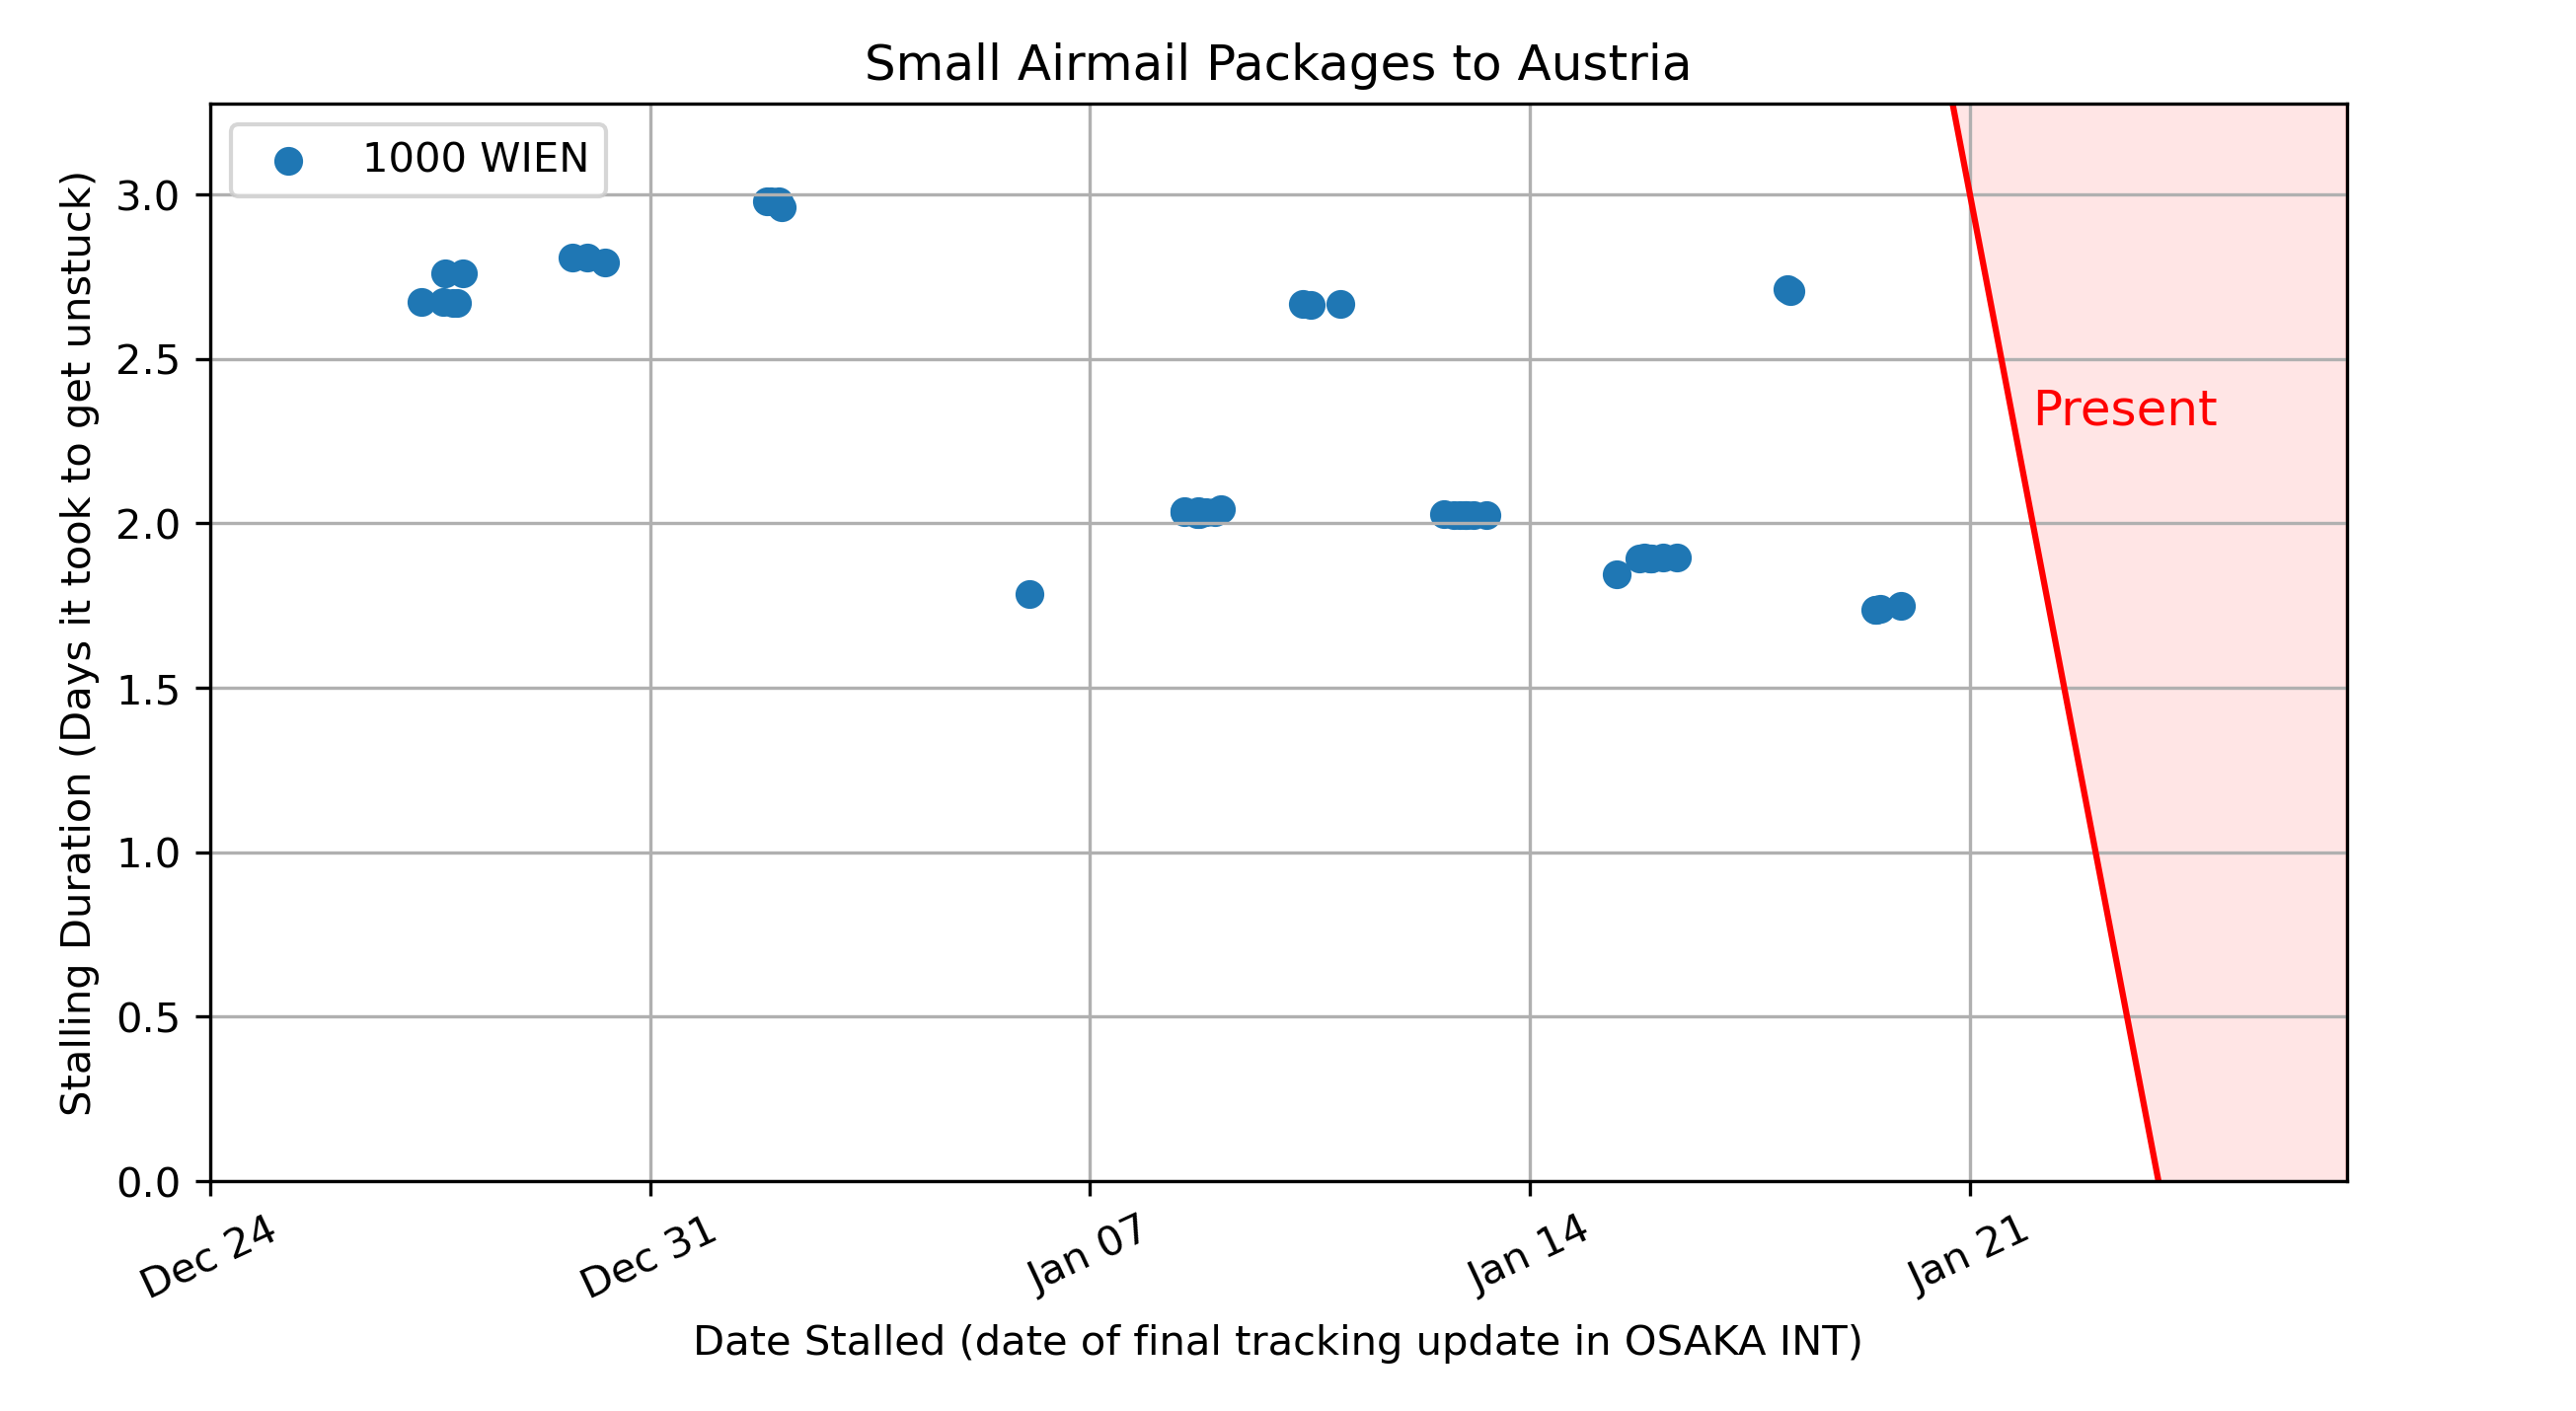 Small Airmail Packages to Austria
1000 WIEN
Stalling Duration (Days it took to get unstuck)
3.0
2.5
2.0
1.5
1.0
0.5
0.0
Present
Dec 24
Dec 31
Jan 07
Jan 14
Jan 21
Date Stalled (date of final tracking update in OSAKA INT)